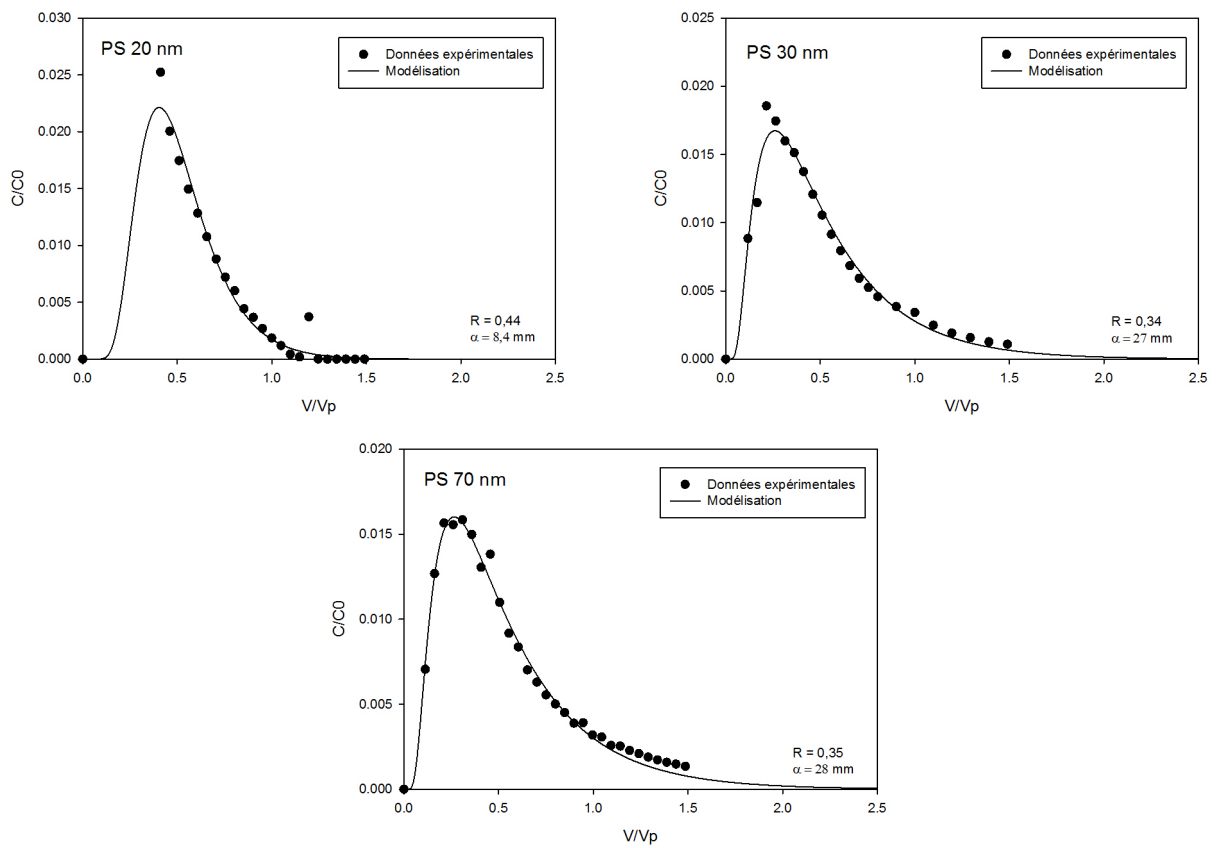 PS 20 nm
Données expérimentales
Modélisation
0.030
0.025
0.020
0.015
0.010
0.005
0.000
C/C0
R = 0,44
α = 8,4 mm
0.0 0.5 1.0 1.5 2.0 2.5
V/Vp
PS 30 nm
Données expérimentales
Modélisation
0.025
0.020
0.015
0.010
0.005
0.000
C/C0
R = 0,34
α = 27 mm
0.0 0.5 1.0 1.5 2.0 2.5
V/Vp
PS 70 nm
Données expérimentales
Modélisation
0.020
0.015
0.010
0.005
0.000
C/C0
R = 0,35
α = 28 mm
0.0 0.5 1.0 1.5 2.0 2.5
V/Vp